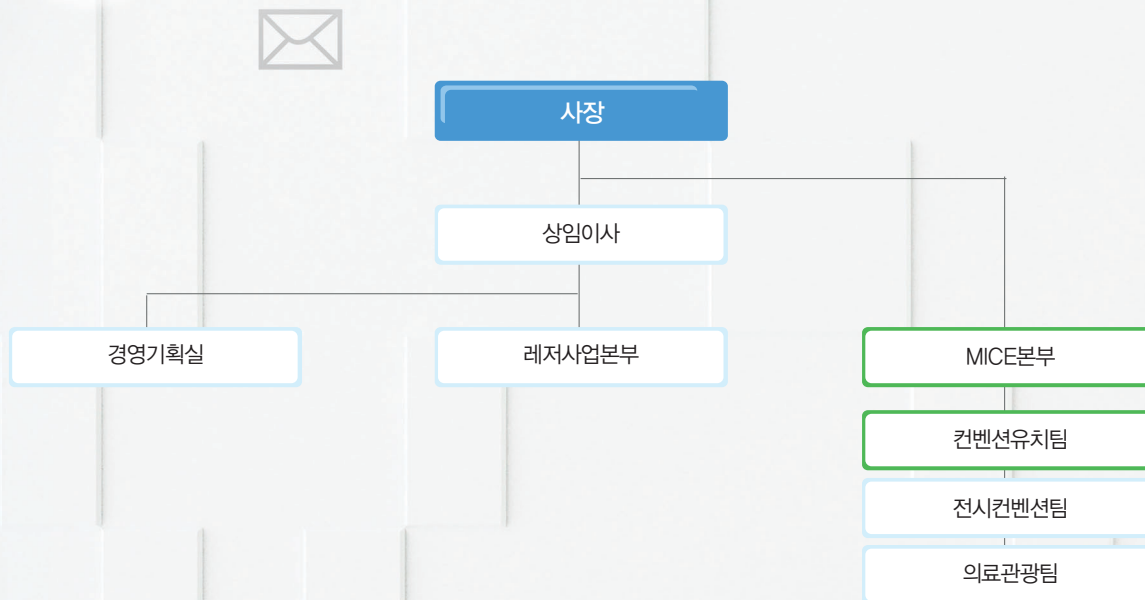 사장
상임이사
경영기획실
레저사업본부
MICE본부
컨벤션유치팀
전시컨벤션팀
의료관광팀